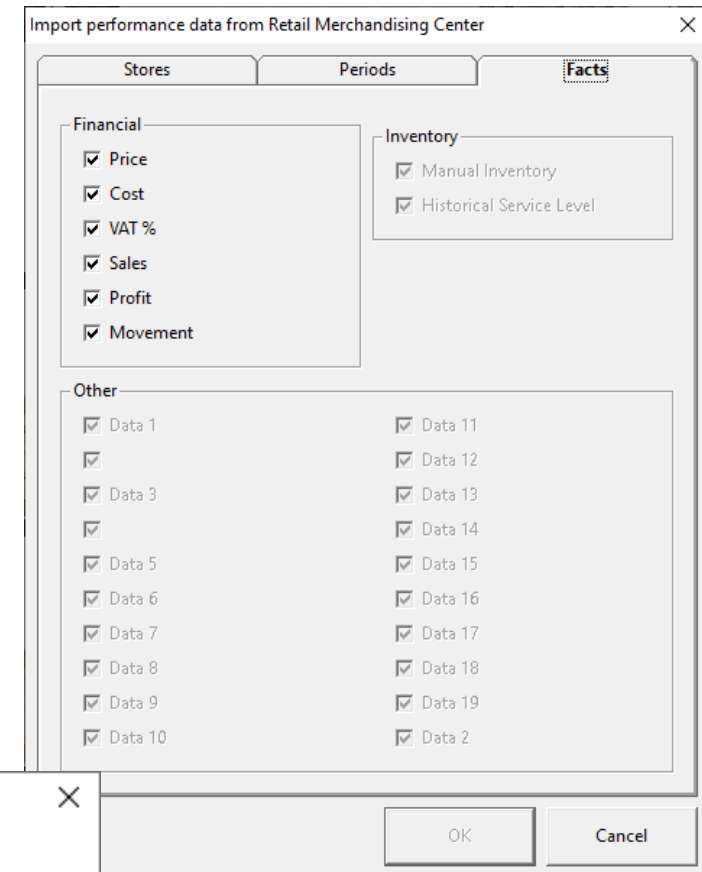 Import performance data from Retail Merchandising Center
Stores
Periods
Facts
Financial
Price
Cost
VAT %
Sales
Profit
Movement
Inventory
Manual Inventory
Historical Service Level
Other
Data 1
Data 3
Data 5
Data 6
Data 7
Data 8
Data 9
Data 10
Data 11
Data 12
Data 13
Data 14
Data 15
Data 16
Data 17
Data 18
Data 19
Data 2
OK
Cancel